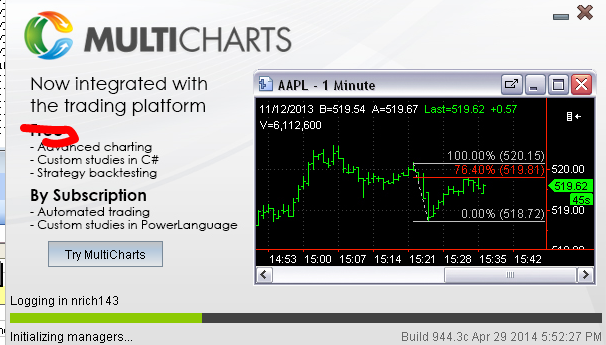 MULTICHARTS
Now integrated with
the trading platform
- Advanced charting
- Custom studies in C#
- Strategy backtesting
By Subscription
- Automated trading
- Custom studies in PowerLanguage
Try MultiCharts
AAPL - 1 Minute
11/12/2013 B=519.54 A=519.67 Last=519.62 +0.57
V=6,112,600
100.00% (520.15)
76.40% (519.81)
0.00% (518.72)
520.00
519.62
45s
519.00
14:53 15:00 15:07 15:14 15:21 15:28 15:35 15:42
Logging in nrich143
Initializing managers...
Build 944.3c Apr 29 2014 5:52:27 PM